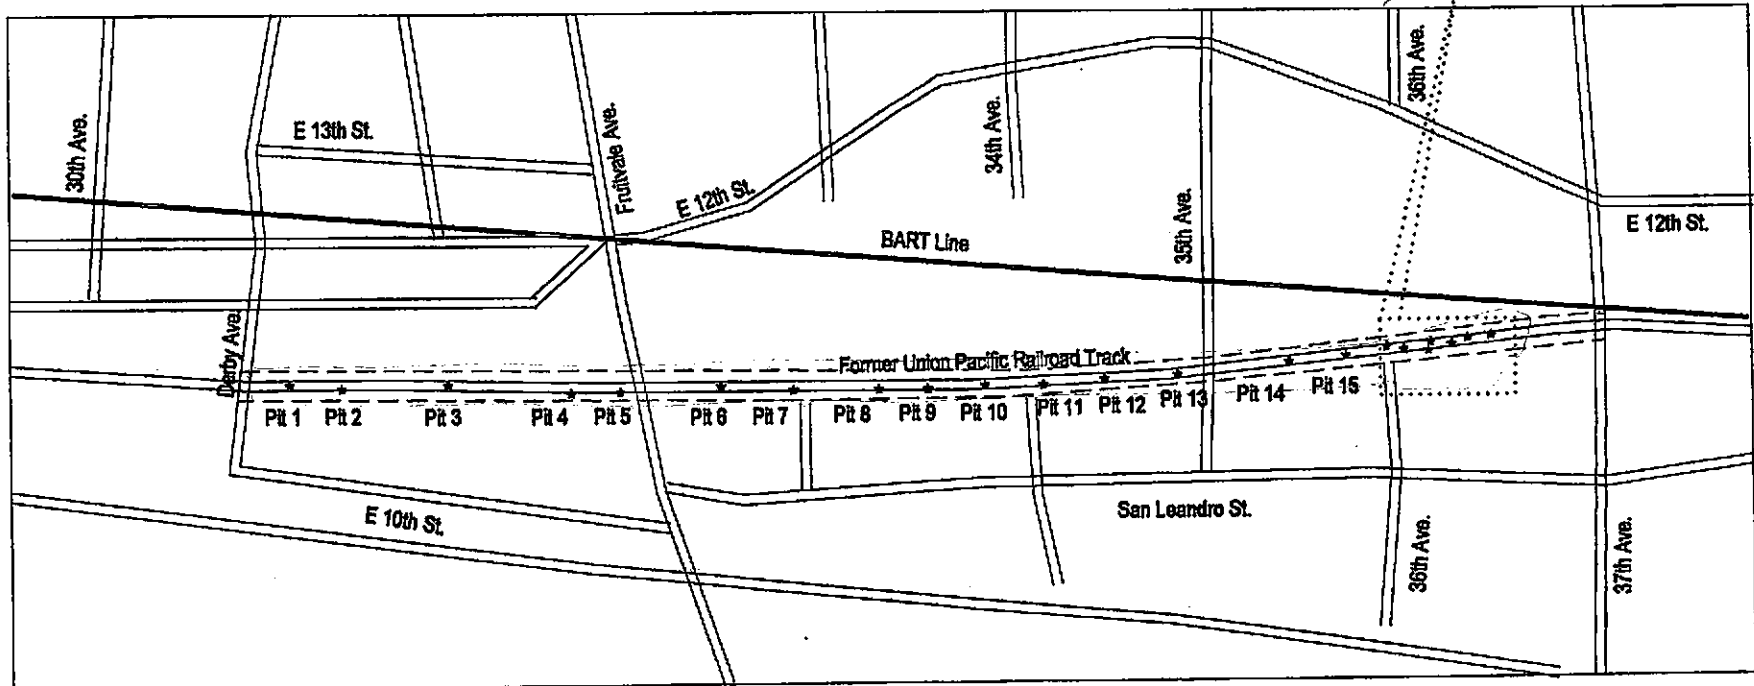 30th Ave.
E 13th St.
Fruitvale Ave.
E 12th St.
34th Ave.
35th Ave.
36th Ave.
E 12th St.
BART Line
Derby Ave.
Former Union Pacific Railroad Track
Pit 1
Pit 2
Pit 3
Pit 4
Pit 5
Pit 6
Pit 7
Pit 8
Pit 9
Pit 10
Pit 11
Pit 12
Pit 13
Pit 14
Pit 15
E 10th St.
San Leandro St.
36th Ave.
37th Ave.